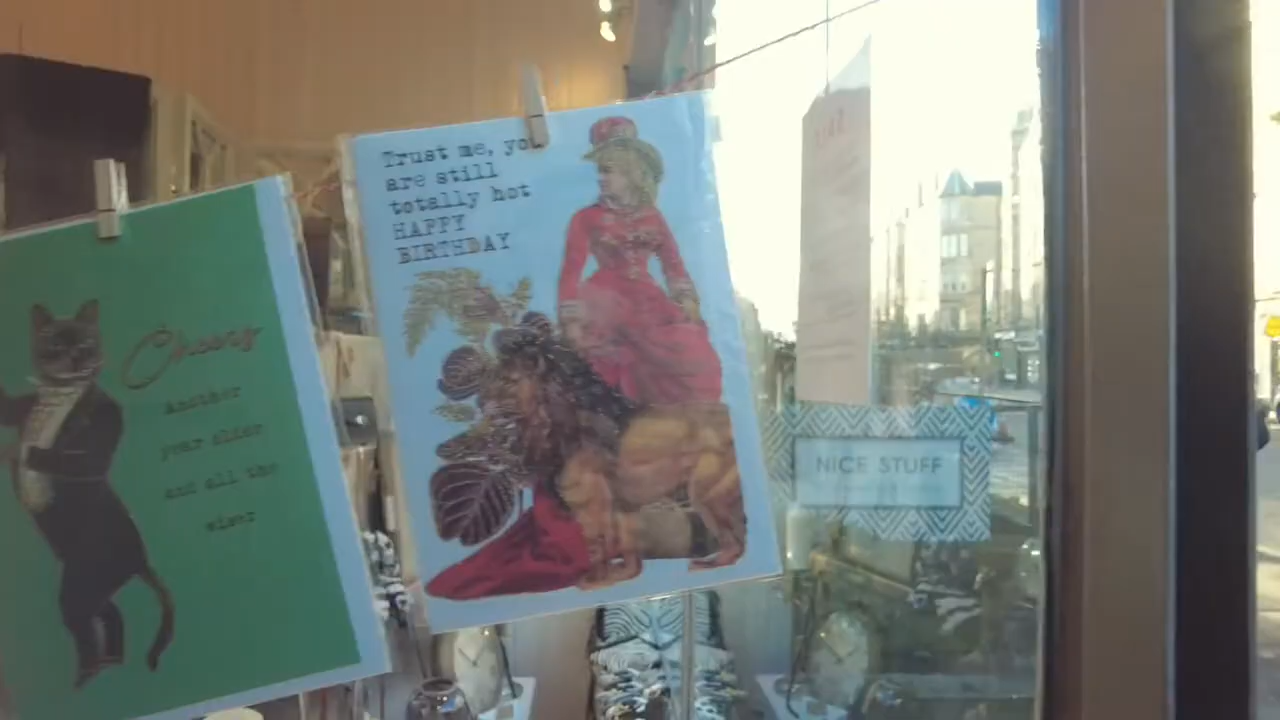 Cheers
another
year older
and all the
wiser
Trust me, you
are still
totally hot
HAPPY
BIRTHDAY
NICE STUFF